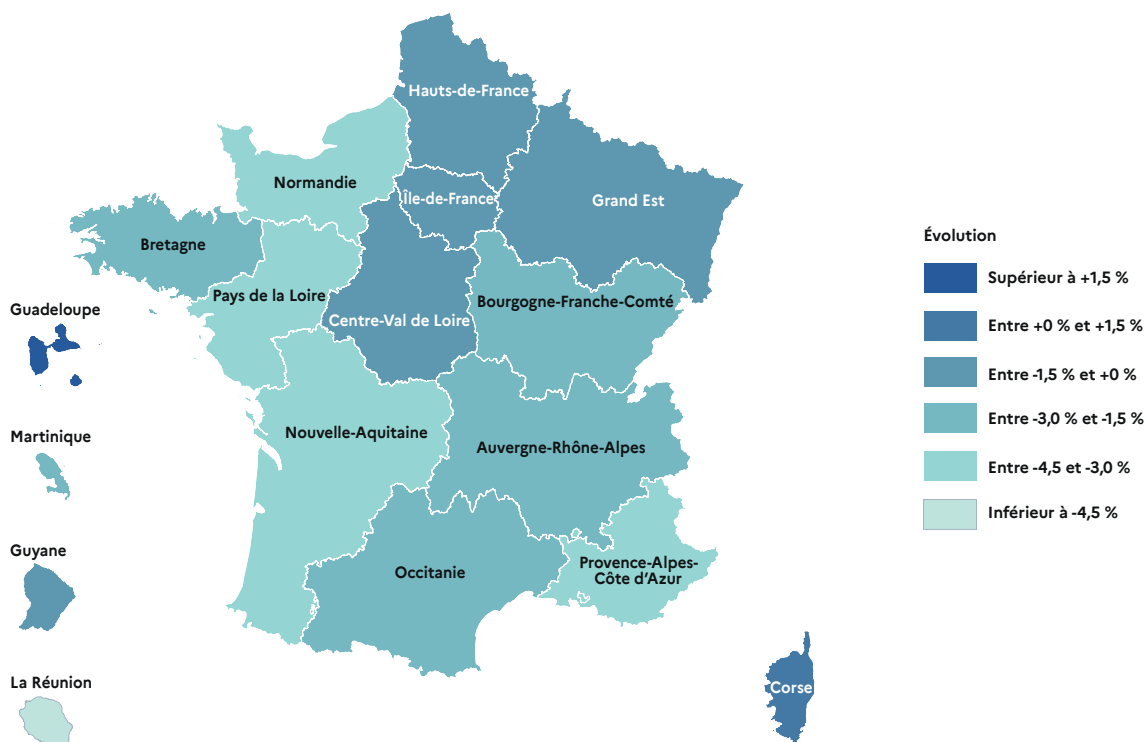 Hauts-de-France
Normandie
Île-de-France
Grand Est
Bretagne
Pays de la Loire
Centre-Val de Loire
Bourgogne-Franche-Comté
Nouvelle-Aquitaine
Auvergne-Rhône-Alpes
Occitanie
Provence-Alpes-
Côte d’Azur
Corse
Guadeloupe
Martinique
Guyane
La Réunion
Évolution
Supérieur à +1,5 %
Entre +0 % et +1,5 %
Entre -1,5 % et +0 %
Entre -3,0 % et -1,5 %
Entre -4,5 et -3,0 %
Inférieur à -4,5 %